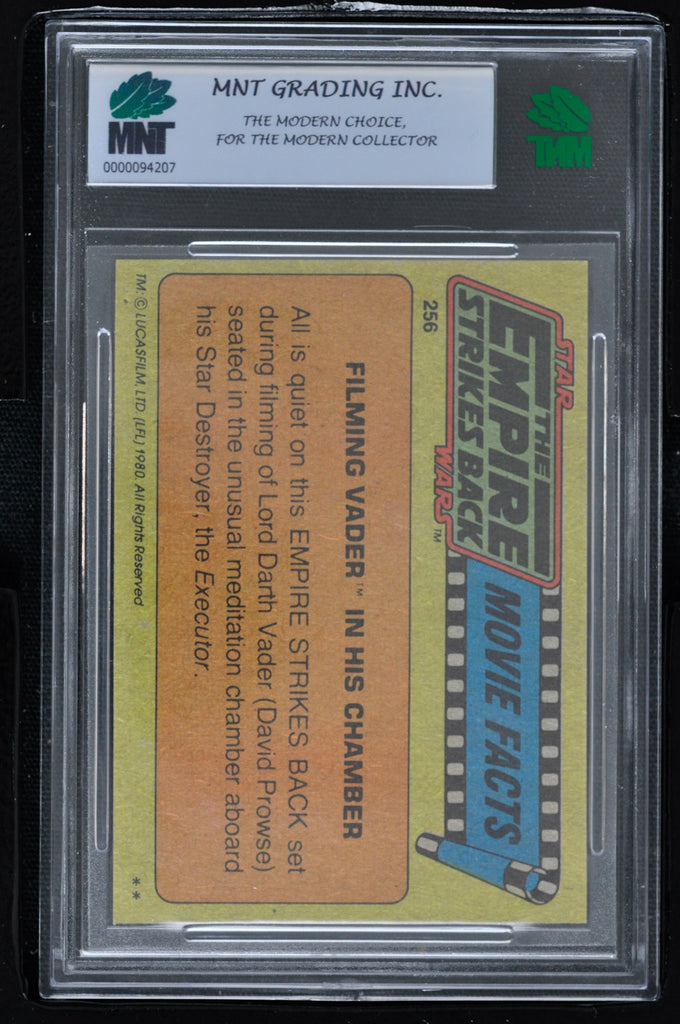 MNT GRADING INC.
THE MODERN CHOICE,
FOR THE MODERN COLLECTOR
MNT
0000094207
MNT
STAR
THE
EMPIRE
STRIKES BACK
WARS™
MOVIE FACTS
256
FILMING VADER™ IN HIS CHAMBER
All is quiet on this EMPIRE STRIKES BACK set
during filming of Lord Darth Vader (David Prowse)
seated in the unusual meditation chamber aboard
his Star Destroyer, the Executor.
TM: © LUCASFILM, LTD. (LFL) 1980. All Rights Reserved
**